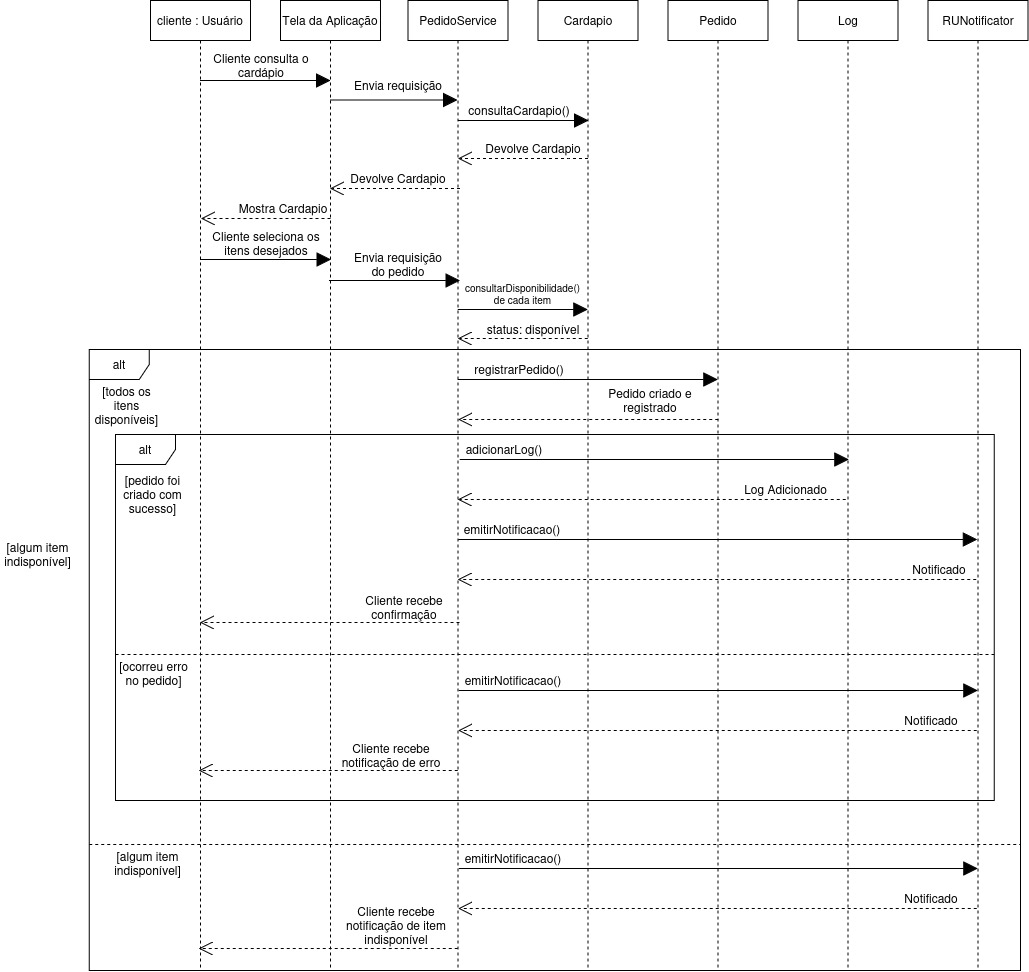 cliente : Usuário
Tela da Aplicação
PedidoService
Cardapio
Pedido
Log
RUNotificator
Cliente consulta o
cardápio
Envia requisição
consultaCardapio()
Devolve Cardapio
Devolve Cardapio
Mostra Cardapio
Cliente seleciona os
itens desejados
Envia requisição
do pedido
consultarDisponibilidade()
de cada item
status: disponível
alt
[todos os
itens
disponíveis]
registrarPedido()
Pedido criado e
registrado
alt
[pedido foi
criado com
sucesso]
adicionarLog()
Log Adicionado
emitirNotificacao()
[algum item
indisponível]
Notificado
Cliente recebe
confirmação
[ocorreu erro
no pedido]
emitirNotificacao()
Notificado
Cliente recebe
notificação de erro
[algum item
indisponível]
emitirNotificacao()
Notificado
Cliente recebe
notificação de item
indisponível